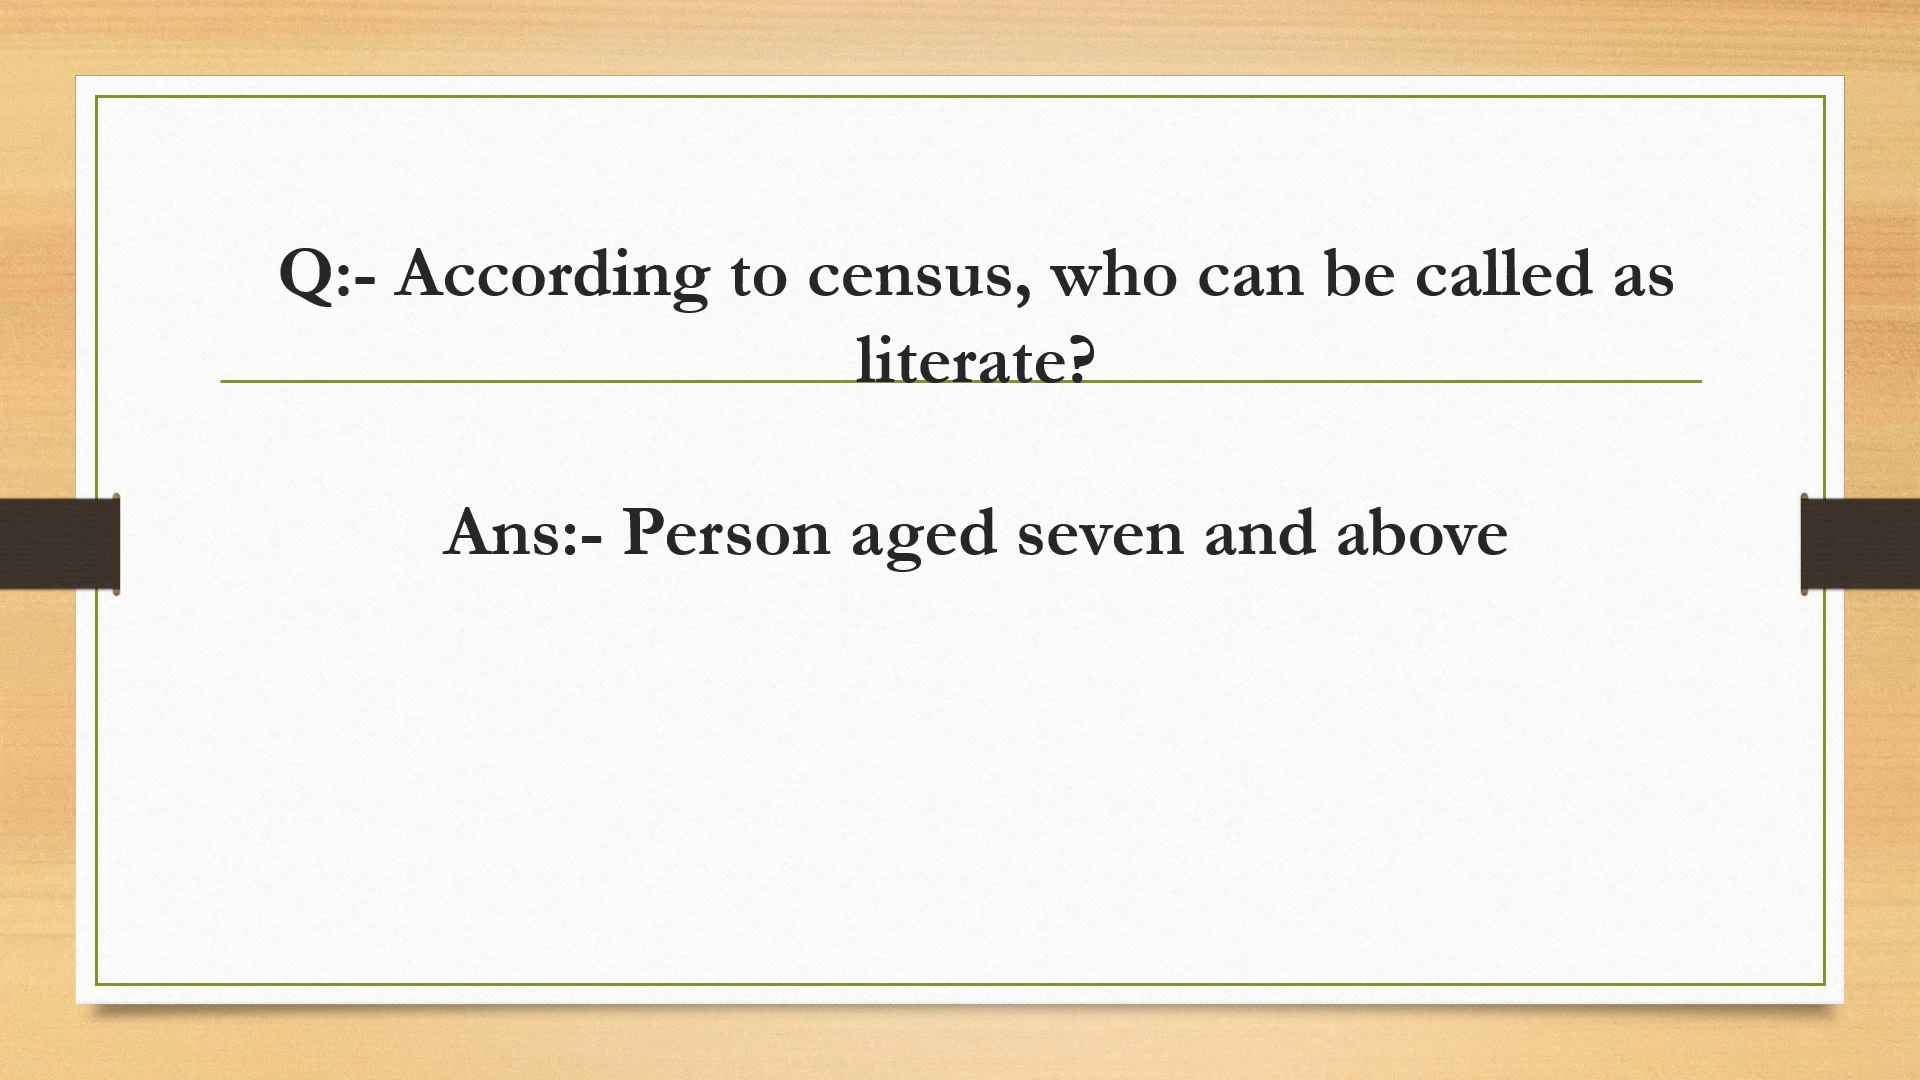 Q:- According to census, who can be called as
literate?
Ans:- Person aged seven and above